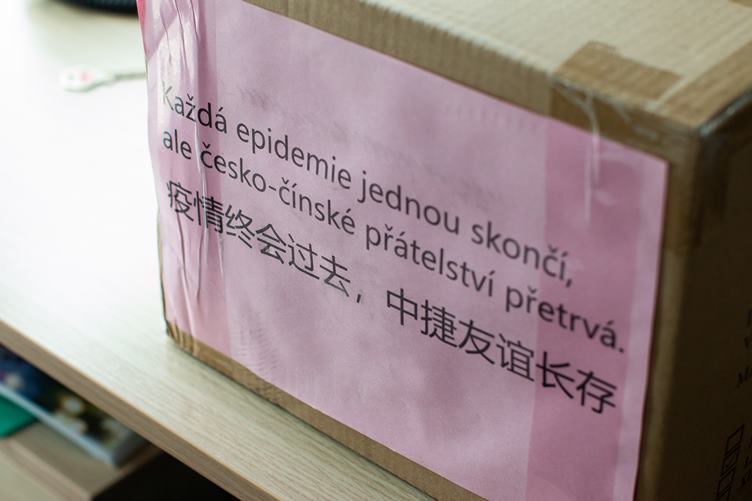 Každá epidemie jednou skončí,
ale česko-čínské přátelství přetrvá.
疫情终会过去，中捷友谊长存